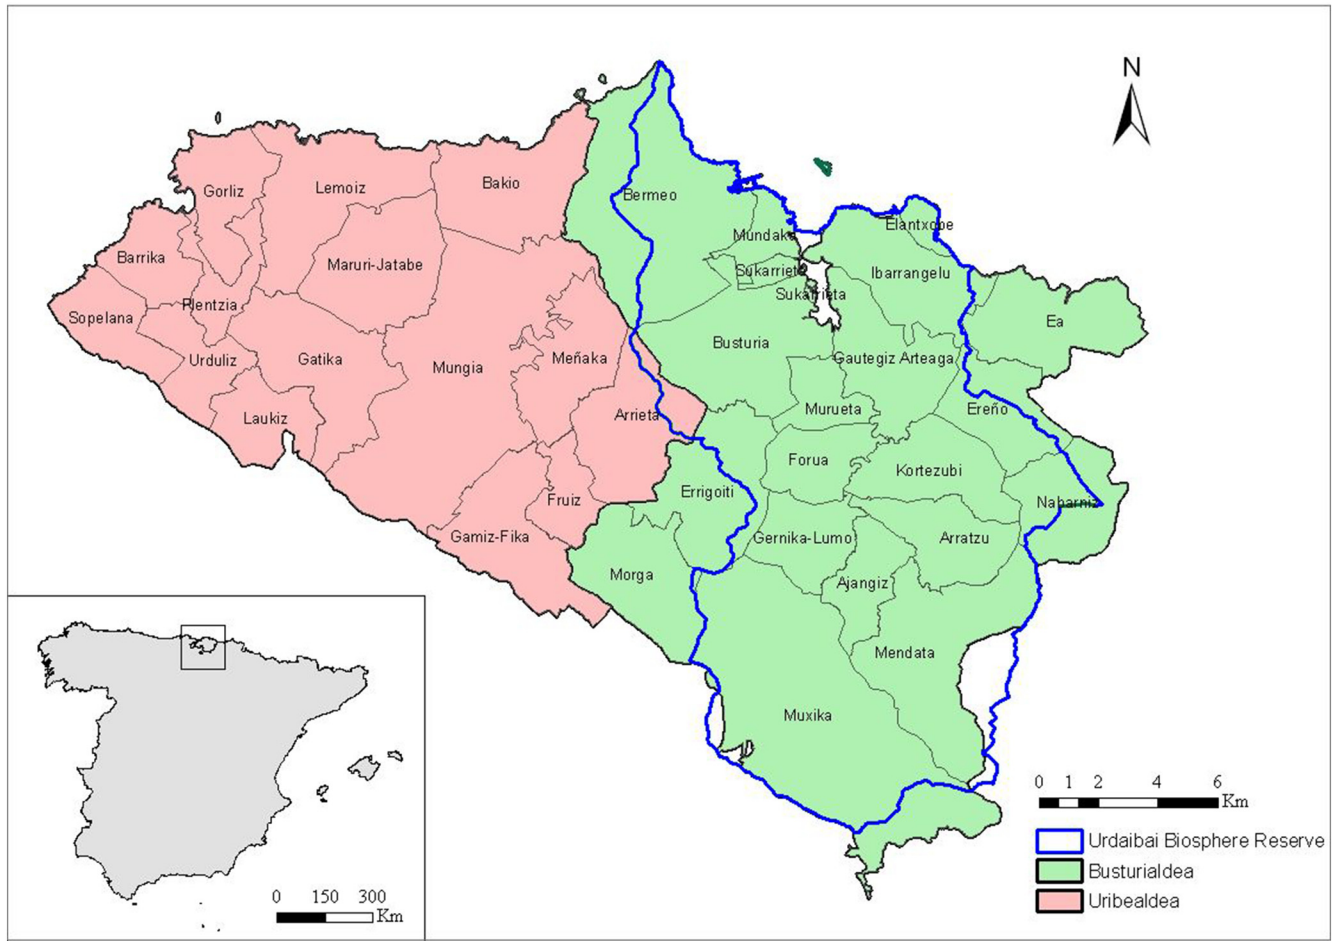 N
Gorliz
Lemoiz
Bakio
Bermeo
Barrika
Maruri-Jatabe
Mundaka
Elantxobe
Sukarrieta
Ibarrangelu
Sukarrieta
Plentzia
Sopelana
Ea
Urduliz
Gatika
Mungia
Meñaka
Busturia
Gautegiz Arteaga
Laukiz
Arrieta
Murueta
Ereño
Forua
Kortezubi
Errigoiti
Fruiz
Nabarniz
Gamiz-Fika
Gernika-Lumo
Arratzu
Morga
Ajangiz
Mendata
Muxika
0 1 2 4 6
Km
Urdaibai Biosphere Reserve
Busturialdea
Uribealdea
0 150 300
Km